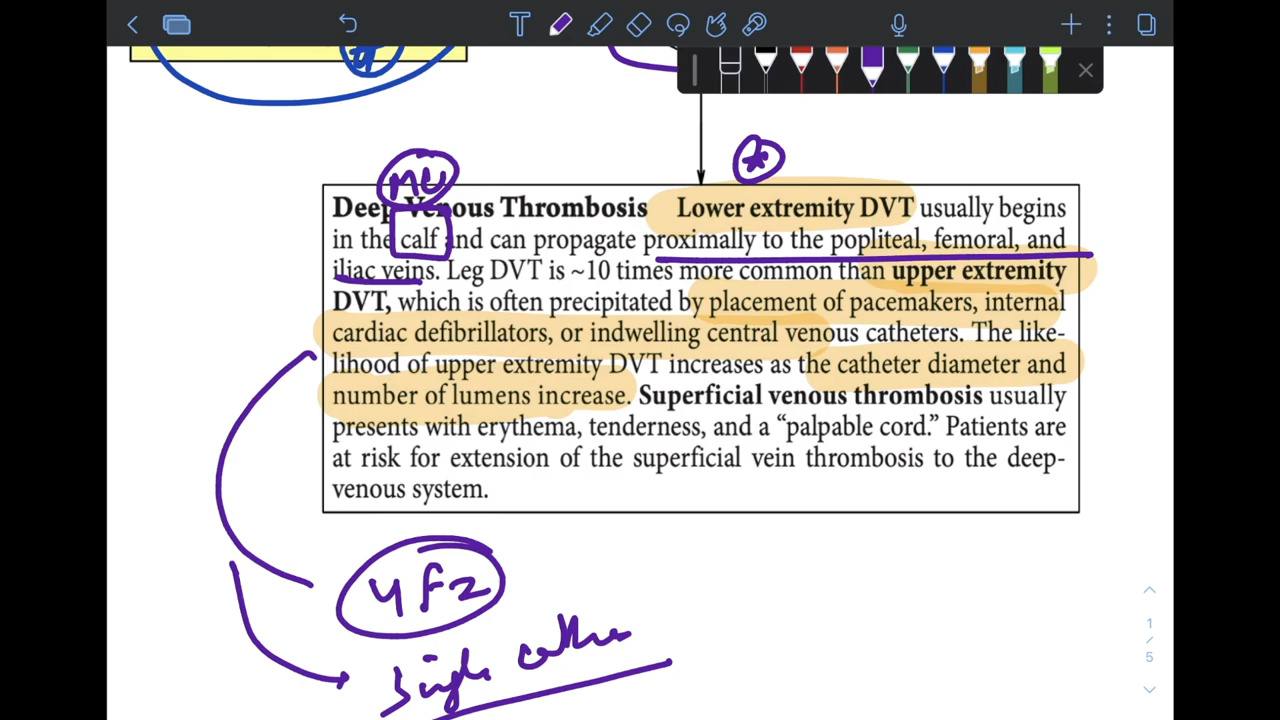 Deep Venous Thrombosis Lower extremity DVT usually begins
in the calf and can propagate proximally to the popliteal, femoral, and
iliac veins. Leg DVT is ~10 times more common than upper extremity
DVT, which is often precipitated by placement of pacemakers, internal
cardiac defibrillators, or indwelling central venous catheters. The like-
lihood of upper extremity DVT increases as the catheter diameter and
number of lumens increase. Superficial venous thrombosis usually
presents with erythema, tenderness, and a “palpable cord.” Patients are
at risk for extension of the superficial vein thrombosis to the deep-
venous system.
Single
1
/
5